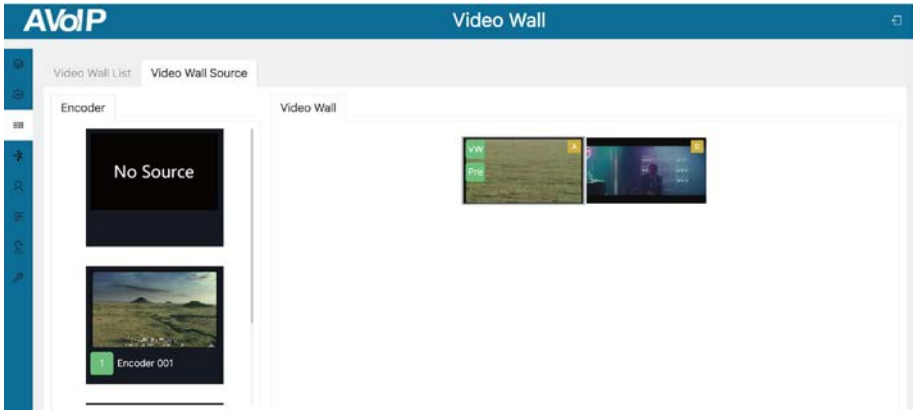 AVoIP
Video Wall
Video Wall List
Video Wall Source
Encoder
Video Wall
No Source
VW
A
B
Pre
1 Encoder 001